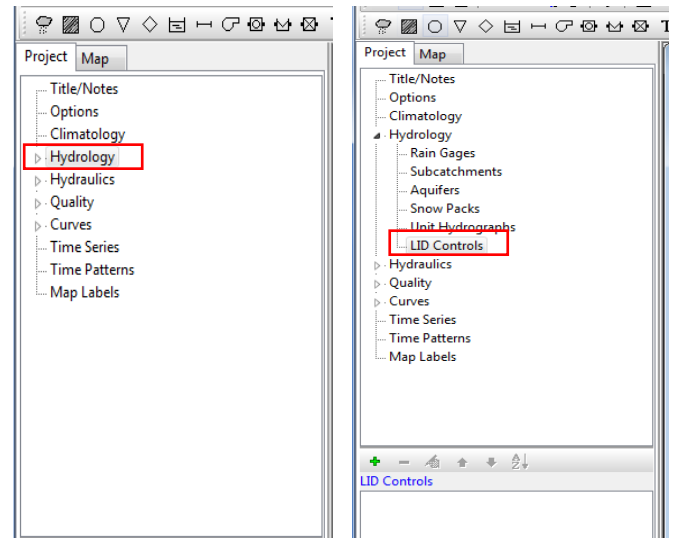 Project Map
Title/Notes
Options
Climatology
Hydrology
Hydraulics
Quality
Curves
Time Series
Time Patterns
Map Labels
T
Project Map
Title/Notes
Options
Climatology
Hydrology
Rain Gages
Subcatchments
Aquifers
Snow Packs
Unit Hydrographs
LID Controls
Hydraulics
Quality
Curves
Time Series
Time Patterns
Map Labels
LID Controls